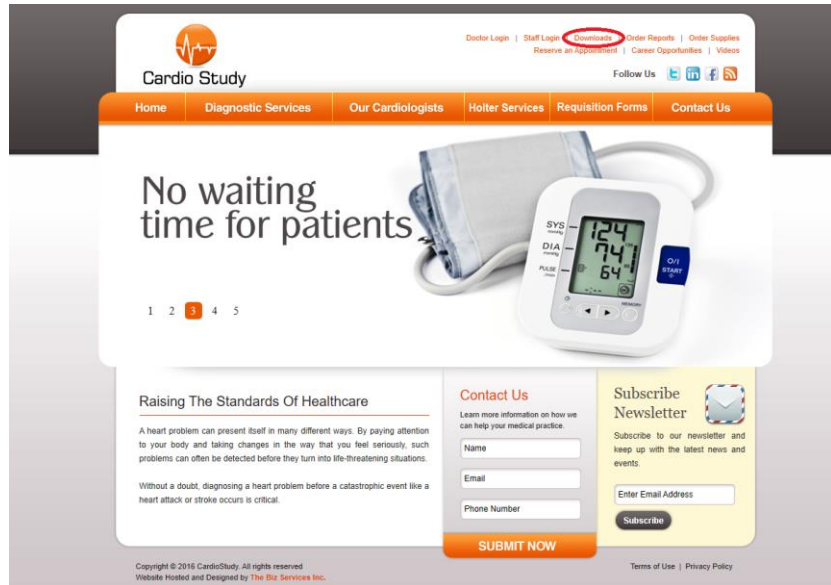 Doctor Login | Staff Login | Downloads | Order Reports | Order Supplies
Reserve an Appointment | Career Opportunities | Videos
Cardio Study
Follow Us
Home Diagnostic Services Our Cardiologists Holter Services Requisition Forms Contact Us
No waiting
time for patients
SYS
124
DIA
74
PULSE
64
O/I
START
MEMORY
1 2 3 4 5
Raising The Standards Of Healthcare
A heart problem can present itself in many different ways. By paying attention
to your body and taking changes in the way that you feel seriously, such
problems can often be detected before they turn into life-threatening situations.
Without a doubt, diagnosing a heart problem before a catastrophic event like a
heart attack or stroke occurs is critical.
Contact Us
Learn more information on how we
can help your medical practice.
Name
Email
Phone Number
SUBMIT NOW
Subscribe
Newsletter
Subscribe to our newsletter and
keep up with the latest news and
events.
Enter Email Address
Subscribe
Copyright © 2016 CardioStudy. All rights reserved
Website Hosted and Designed by The Biz Services Inc.
Terms of Use | Privacy Policy